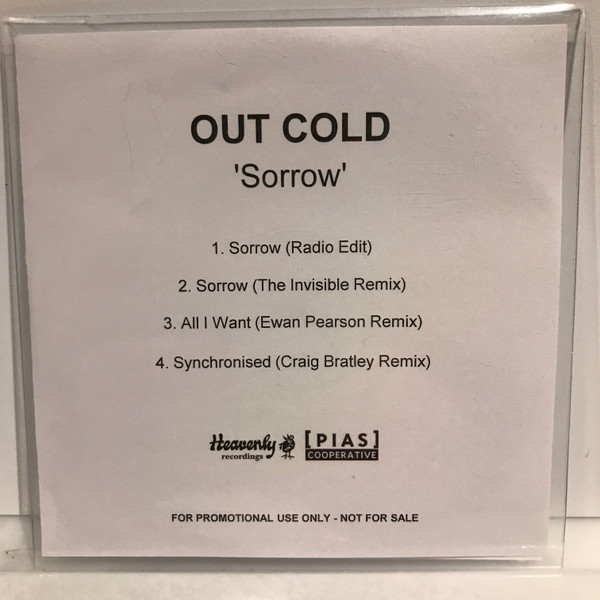 OUT COLD
'Sorrow'
1. Sorrow (Radio Edit)
2. Sorrow (The Invisible Remix)
3. All I Want (Ewan Pearson Remix)
4. Synchronised (Craig Bratley Remix)
Heavenly
recordings
[PIAS]
COOPERATIVE
FOR PROMOTIONAL USE ONLY - NOT FOR SALE